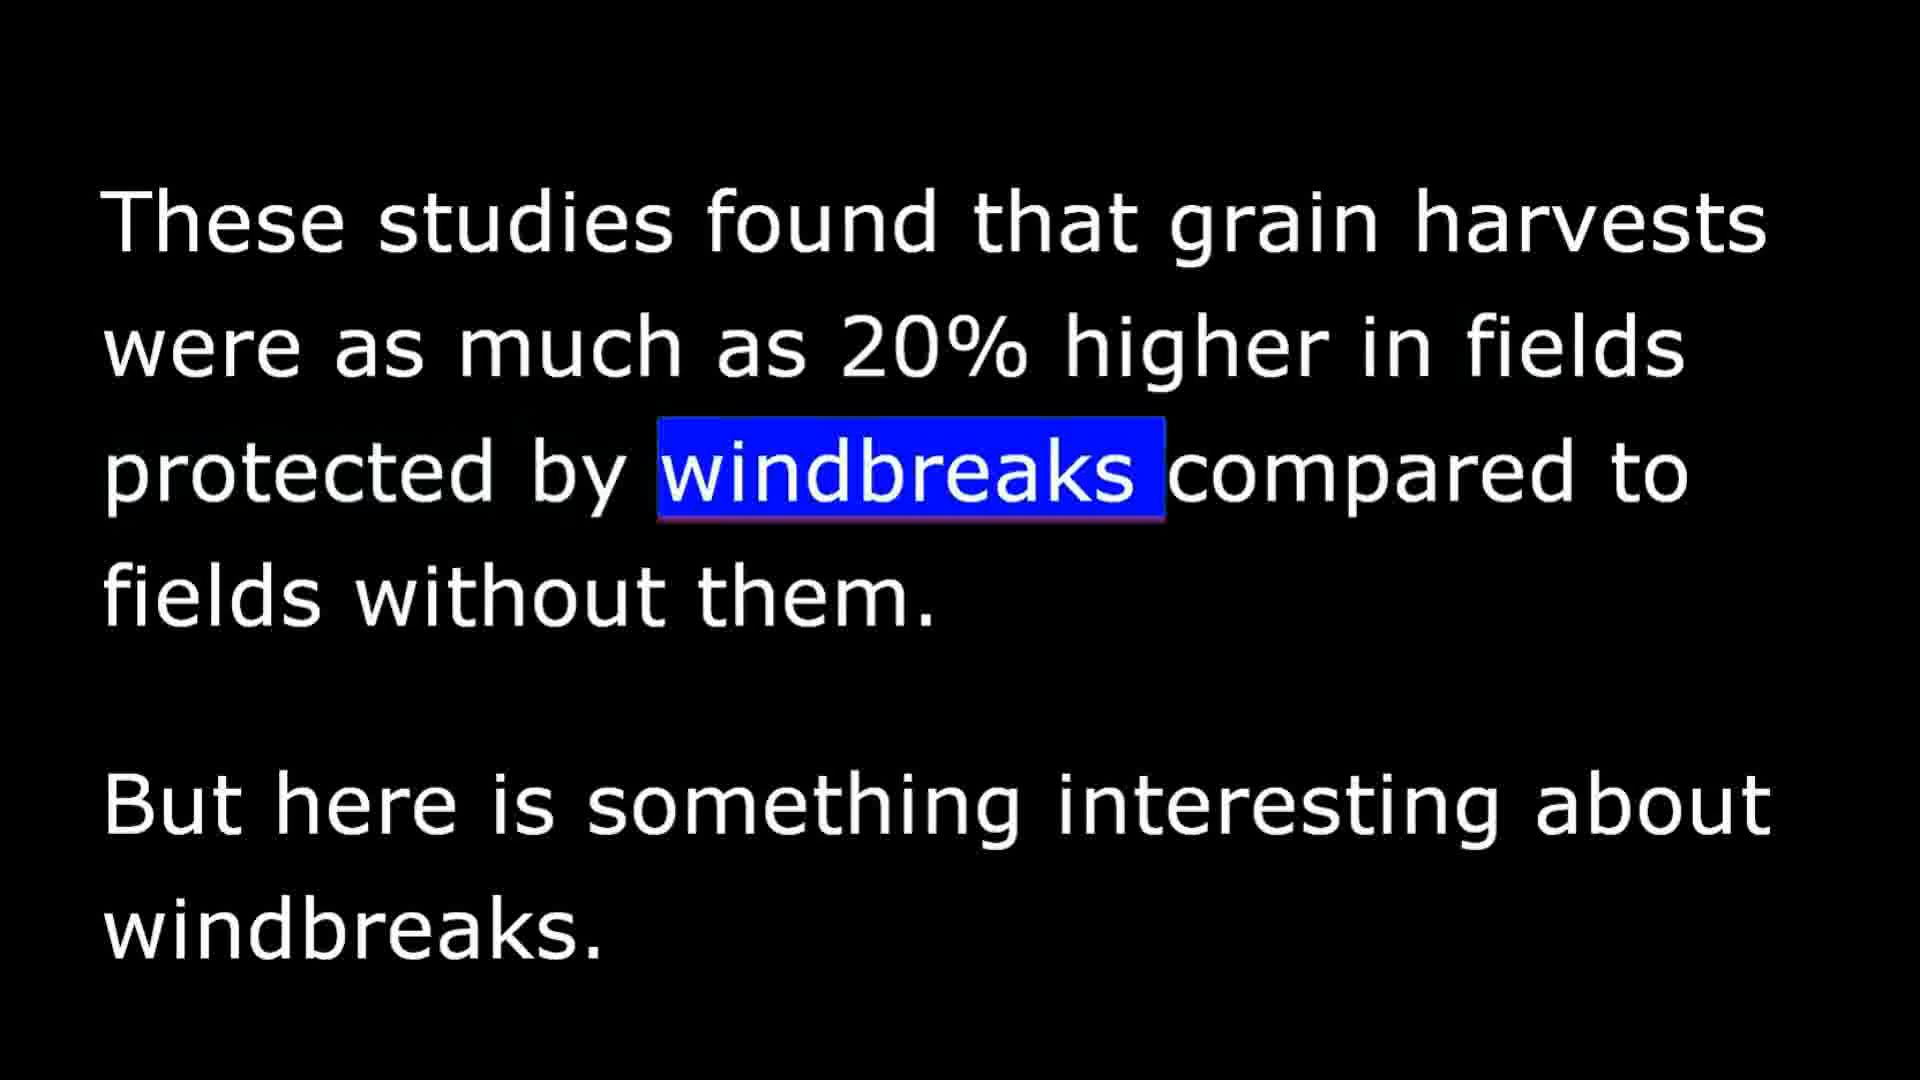 These studies found that grain harvests
were as much as 20% higher in fields
protected by windbreaks compared to
fields without them.
But here is something interesting about
windbreaks.